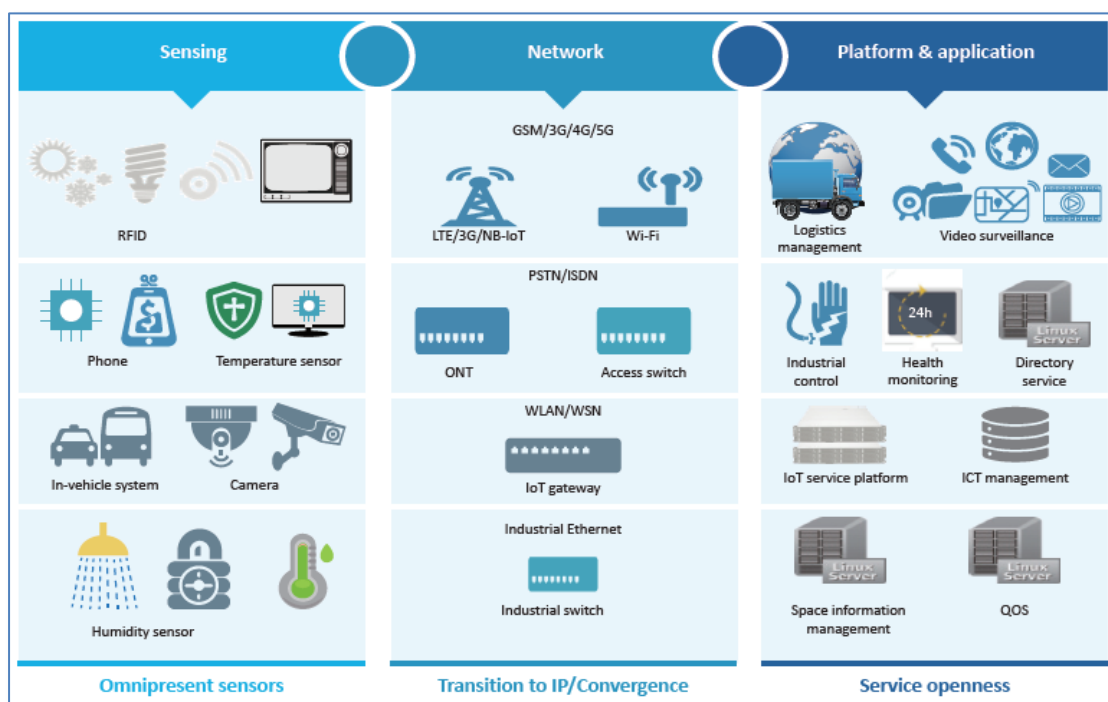 Sensing
Network
Platform & application
RFID
Phone
Temperature sensor
In-vehicle system
Camera
Humidity sensor
Omnipresent sensors
GSM/3G/4G/5G
LTE/3G/NB-IoT
Wi-Fi
PSTN/ISDN
ONT
Access switch
WLAN/WSN
IoT gateway
Industrial Ethernet
Industrial switch
Transition to IP/Convergence
Logistics
management
Video surveillance
24h
Linux
Server
Industrial
control
Health
monitoring
Directory
service
IoT service platform
ICT management
Linux
Server
Linux
Server
Space information
management
QOS
Service openness